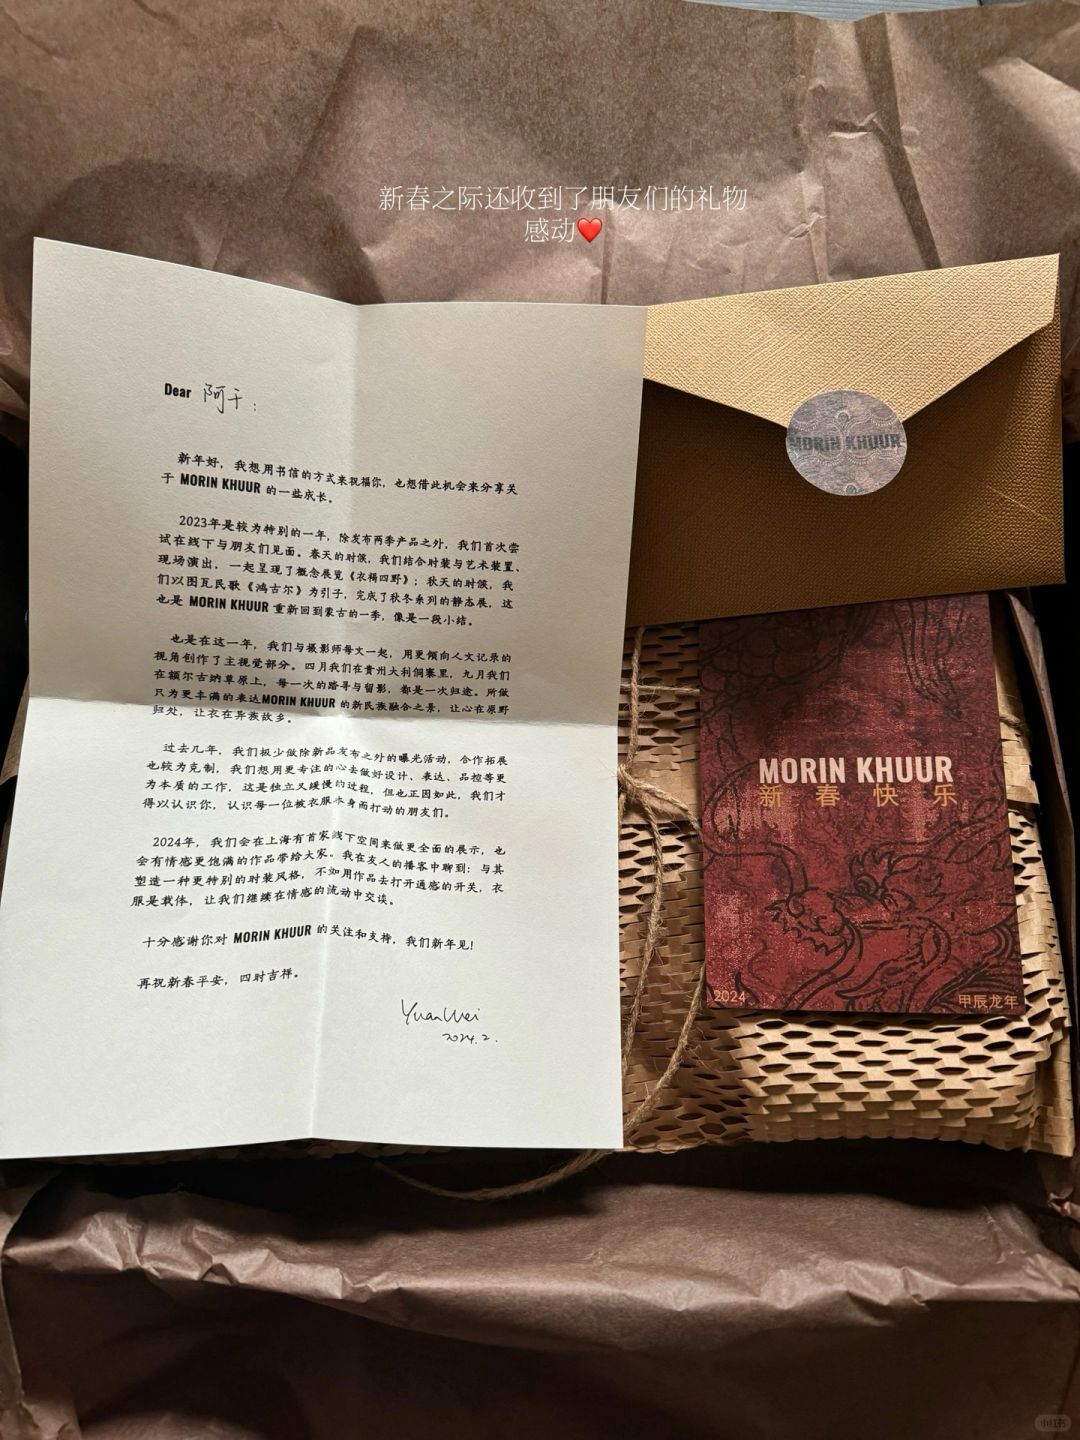 新春之际还收到了朋友们的礼物
感动❤️
Dear 阿干:
新年好，我想用书信的方式来祝福你，也想借此机会来分享关
于 MORIN KHUUR 的一些成长。
2023年是较为特别的一年，除发布两季产品之外，我们首次尝
试在线下与朋友们见面。春天的时候，我们结合时装与艺术装置、
现场演出，一起呈现了概念展览《衣褐四野》；秋天的时候，我
们以图瓦民歌《鸿古尔》为引子，完成了秋冬系列的静态展，这
也是 MORIN KHUUR 重新回到蒙古的一季，像是一段小结。
也是在这一年，我们与摄影师每文一起，用更倾向人文记录的
视角创作了主视觉部分。四月我们在贵州大利侗寨里，九月我们
在额尔古纳草原上，每一次的路寻与留影，都是一次归途。所做
只为更丰满的表达MORIN KHUUR 的新民族融合之景，让心在原野
归处，让衣在异族故乡。
过去几年，我们极少做除新品发布之外的曝光活动，合作拓展
也较为克制，我们想用更专注的心去做好设计、表达、品控等更
为本质的工作，这是独立又缓慢的过程，但也正因如此，我们才
得以认识你，认识每一位被衣服本身而打动的朋友们。
2024年，我们会在上海有首家线下空间来做更全面的展示，也
会有情感更饱满的作品带给大家。我在友人的播客中聊到：与其
塑造一种更特别的时装风格，不如用作品去打开通感的开关，衣
服是载体，让我们继续在情感的流动中交谈。
十分感谢你对 MORIN KHUUR 的关注和支持，我们新年见！
再祝新春平安，四时吉祥。
Yuan Wei
2024.2.
MORIN KHUUR
MORIN KHUUR
新春快乐
2024
甲辰龙年
小红书